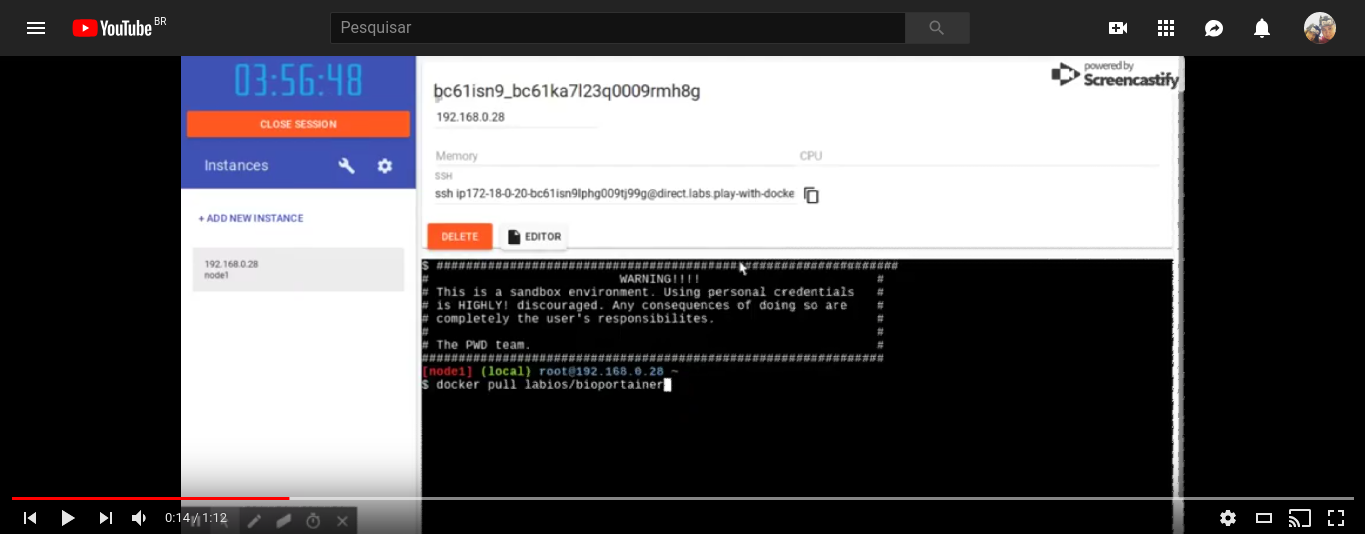 YouTube BR
Pesquisar
03:56:48
CLOSE SESSION
Instances
+ ADD NEW INSTANCE
192.168.0.28
node1
powered by
Screencastify
bc61isn9_bc61ka7l23q0009rmh8g
IP
192.168.0.28
Memory
CPU
SSH
ssh ip172-18-0-20-bc61isn9lphg009tj99g@direct.labs.play-with-docke
DELETE
EDITOR
$ ###############################################################
# WARNING!!!! #
# This is a sandbox environment. Using personal credentials #
# is HIGHLY! discouraged. Any consequences of doing so are #
# completely the user's responsibilites. #
# #
# The PWD team. #
###############################################################
[node1] (local) root@192.168.0.28 ~
$ docker pull labios/bioportainer
0:14 / 1:12